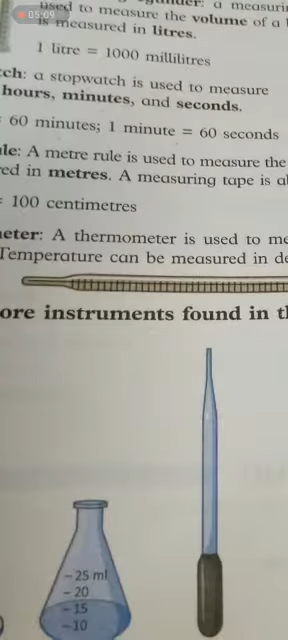 05:09
used to measure the volume of a
is measured in litres.
1 litre = 1000 millilitres
tch: a stopwatch is used to measure
hours, minutes, and seconds.
= 60 minutes; 1 minute = 60 seconds
le: A metre rule is used to measure the
red in metres. A measuring tape is al
= 100 centimetres
meter: A thermometer is used to me
Temperature can be measured in de
ore instruments found in th
- 25 ml
- 20
- 15
- 10